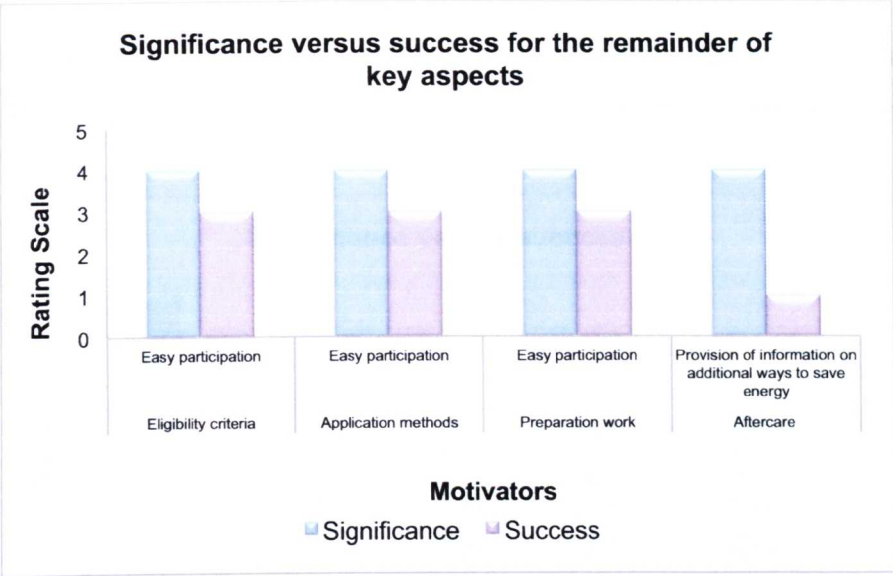 Significance versus success for the remainder of
key aspects
5
4
3
2
1
0
Rating Scale
Easy participation
Easy participation
Easy participation
Provision of information on
additional ways to save
energy
Eligibility criteria
Application methods
Preparation work
Aftercare
Motivators
Significance
Success